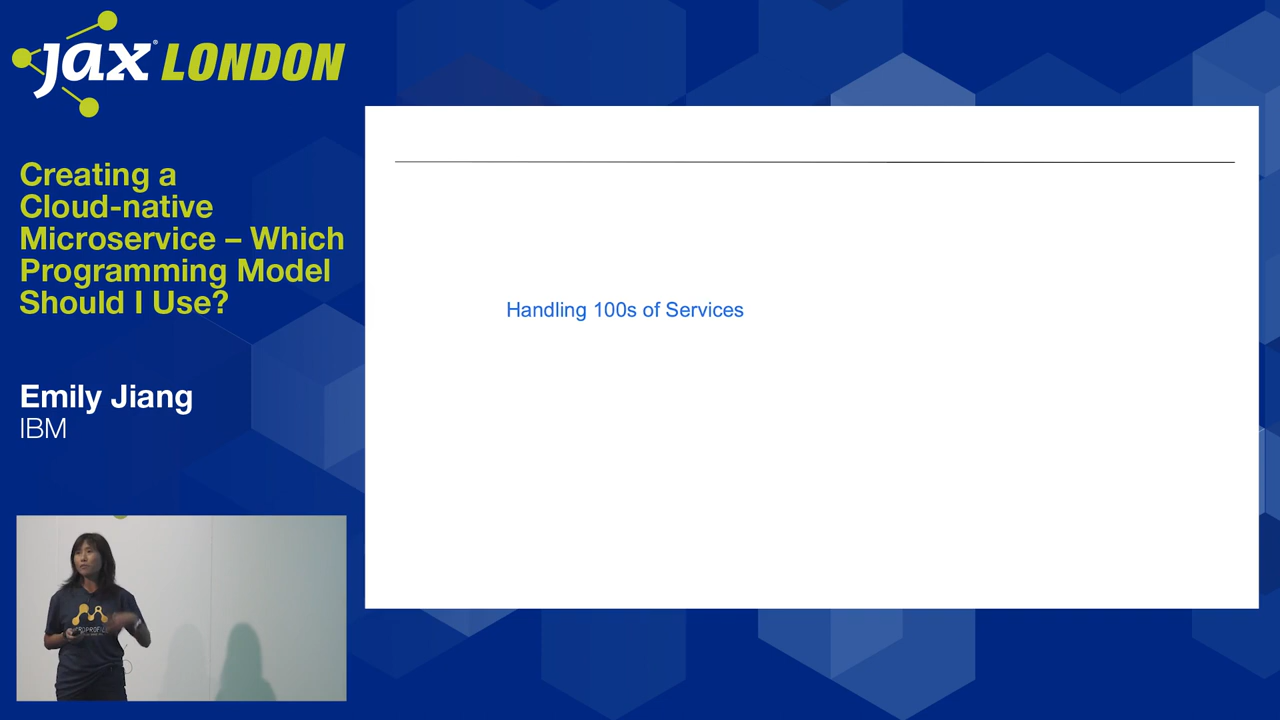 jax LONDON
Creating a
Cloud-native
Microservice – Which
Programming Model
Should I Use?
Emily Jiang
IBM
Handling 100s of Services